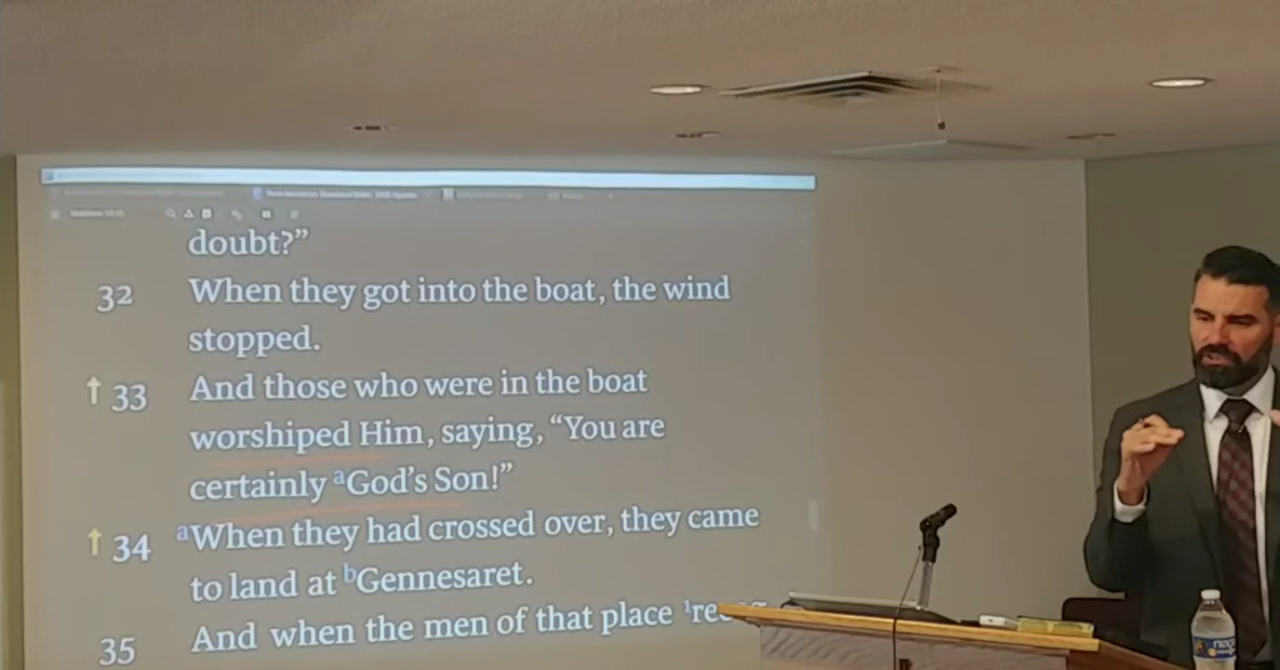 doubt?”
32 When they got into the boat, the wind
stopped.
† 33 And those who were in the boat
worshiped Him, saying, “You are
certainly ᵃGod’s Son!”
† 34 ᵃWhen they had crossed over, they came
to land at ᵇGennesaret.
35 And when the men of that place